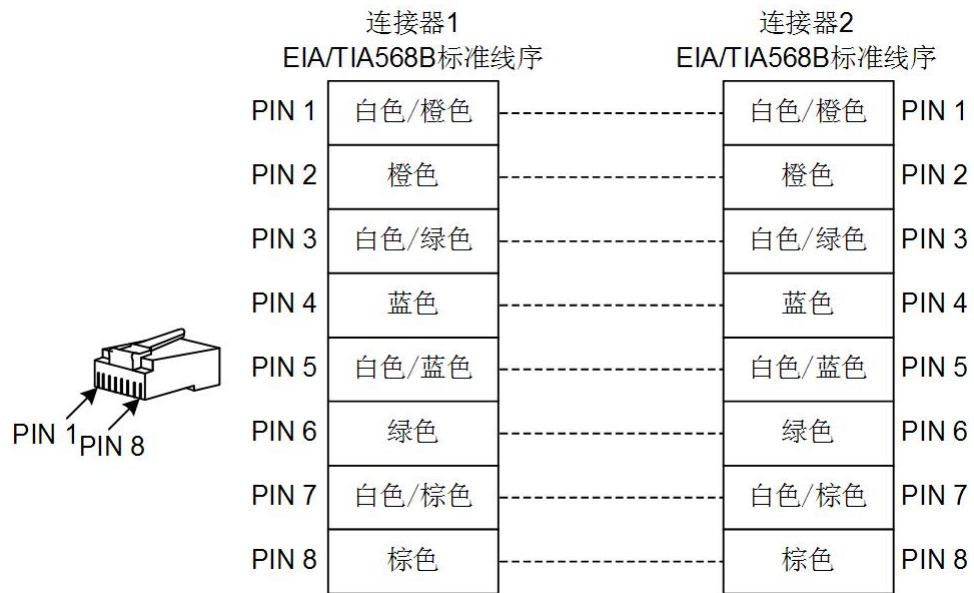 连接器1
EIA/TIA568B标准线序
连接器2
EIA/TIA568B标准线序
PIN 1 白色/橙色 白色/橙色 PIN 1
PIN 2 橙色 橙色 PIN 2
PIN 3 白色/绿色 白色/绿色 PIN 3
PIN 4 蓝色 蓝色 PIN 4
PIN 5 白色/蓝色 白色/蓝色 PIN 5
PIN 6 绿色 绿色 PIN 6
PIN 7 白色/棕色 白色/棕色 PIN 7
PIN 8 棕色 棕色 PIN 8
PIN 1
PIN 8